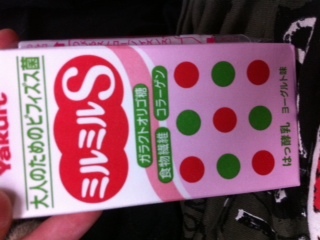 Yakult
大人のためのビフィズス菌
ミルミルS
ガラクトオリゴ糖
食物繊維 コラーゲン
はっ酵乳 ヨーグルト味